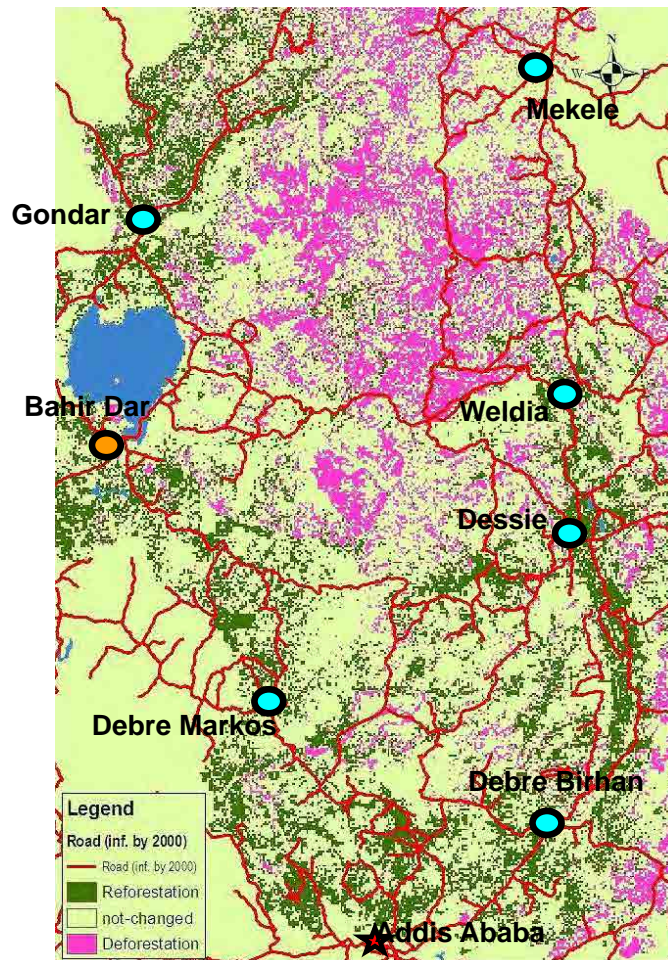 N
W E
Mekele
Gondar
Bahir Dar
Weldia
Dessie
Debre Markos
Debre Birhan
Legend
Road (inf. by 2000)
Road (inf. by 2000)
Reforestation
not-changed
Deforestation
Addis Ababa